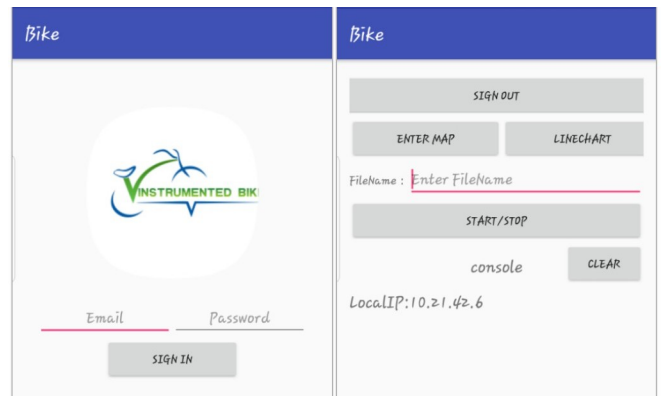 Bike
INSTRUMENTED BIK
Email Password
SIGN IN
Bike
SIGN OUT
ENTER MAP LINECHART
FileName : Enter FileName
START/STOP
console CLEAR
LocalIP:10.21.42.6